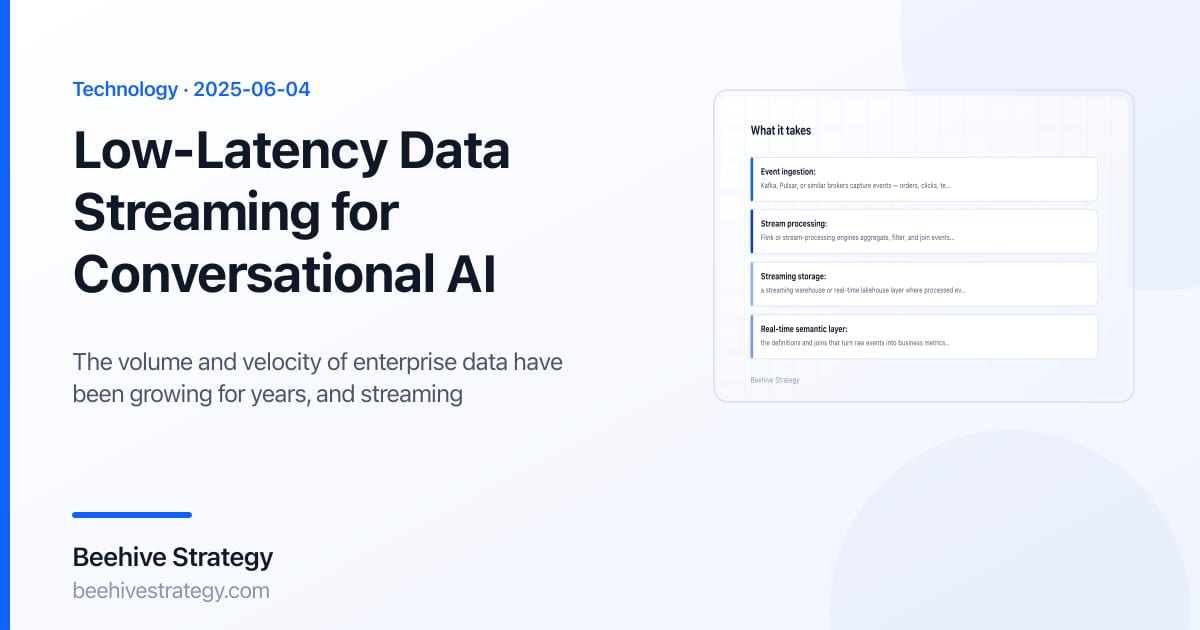 Technology · 2025-06-04
Low-Latency Data
Streaming for
Conversational AI
The volume and velocity of enterprise data have
been growing for years, and streaming
Beehive Strategy
beehivestrategy.com
What it takes
Event ingestion:
Kafka, Pulsar, or similar brokers capture events — orders, clicks, te...
Stream processing:
Flink or stream-processing engines aggregate, filter, and join events...
Streaming storage:
a streaming warehouse or real-time lakehouse layer where processed ev...
Real-time semantic layer:
the definitions and joins that turn raw events into business metrics...
Beehive Strategy